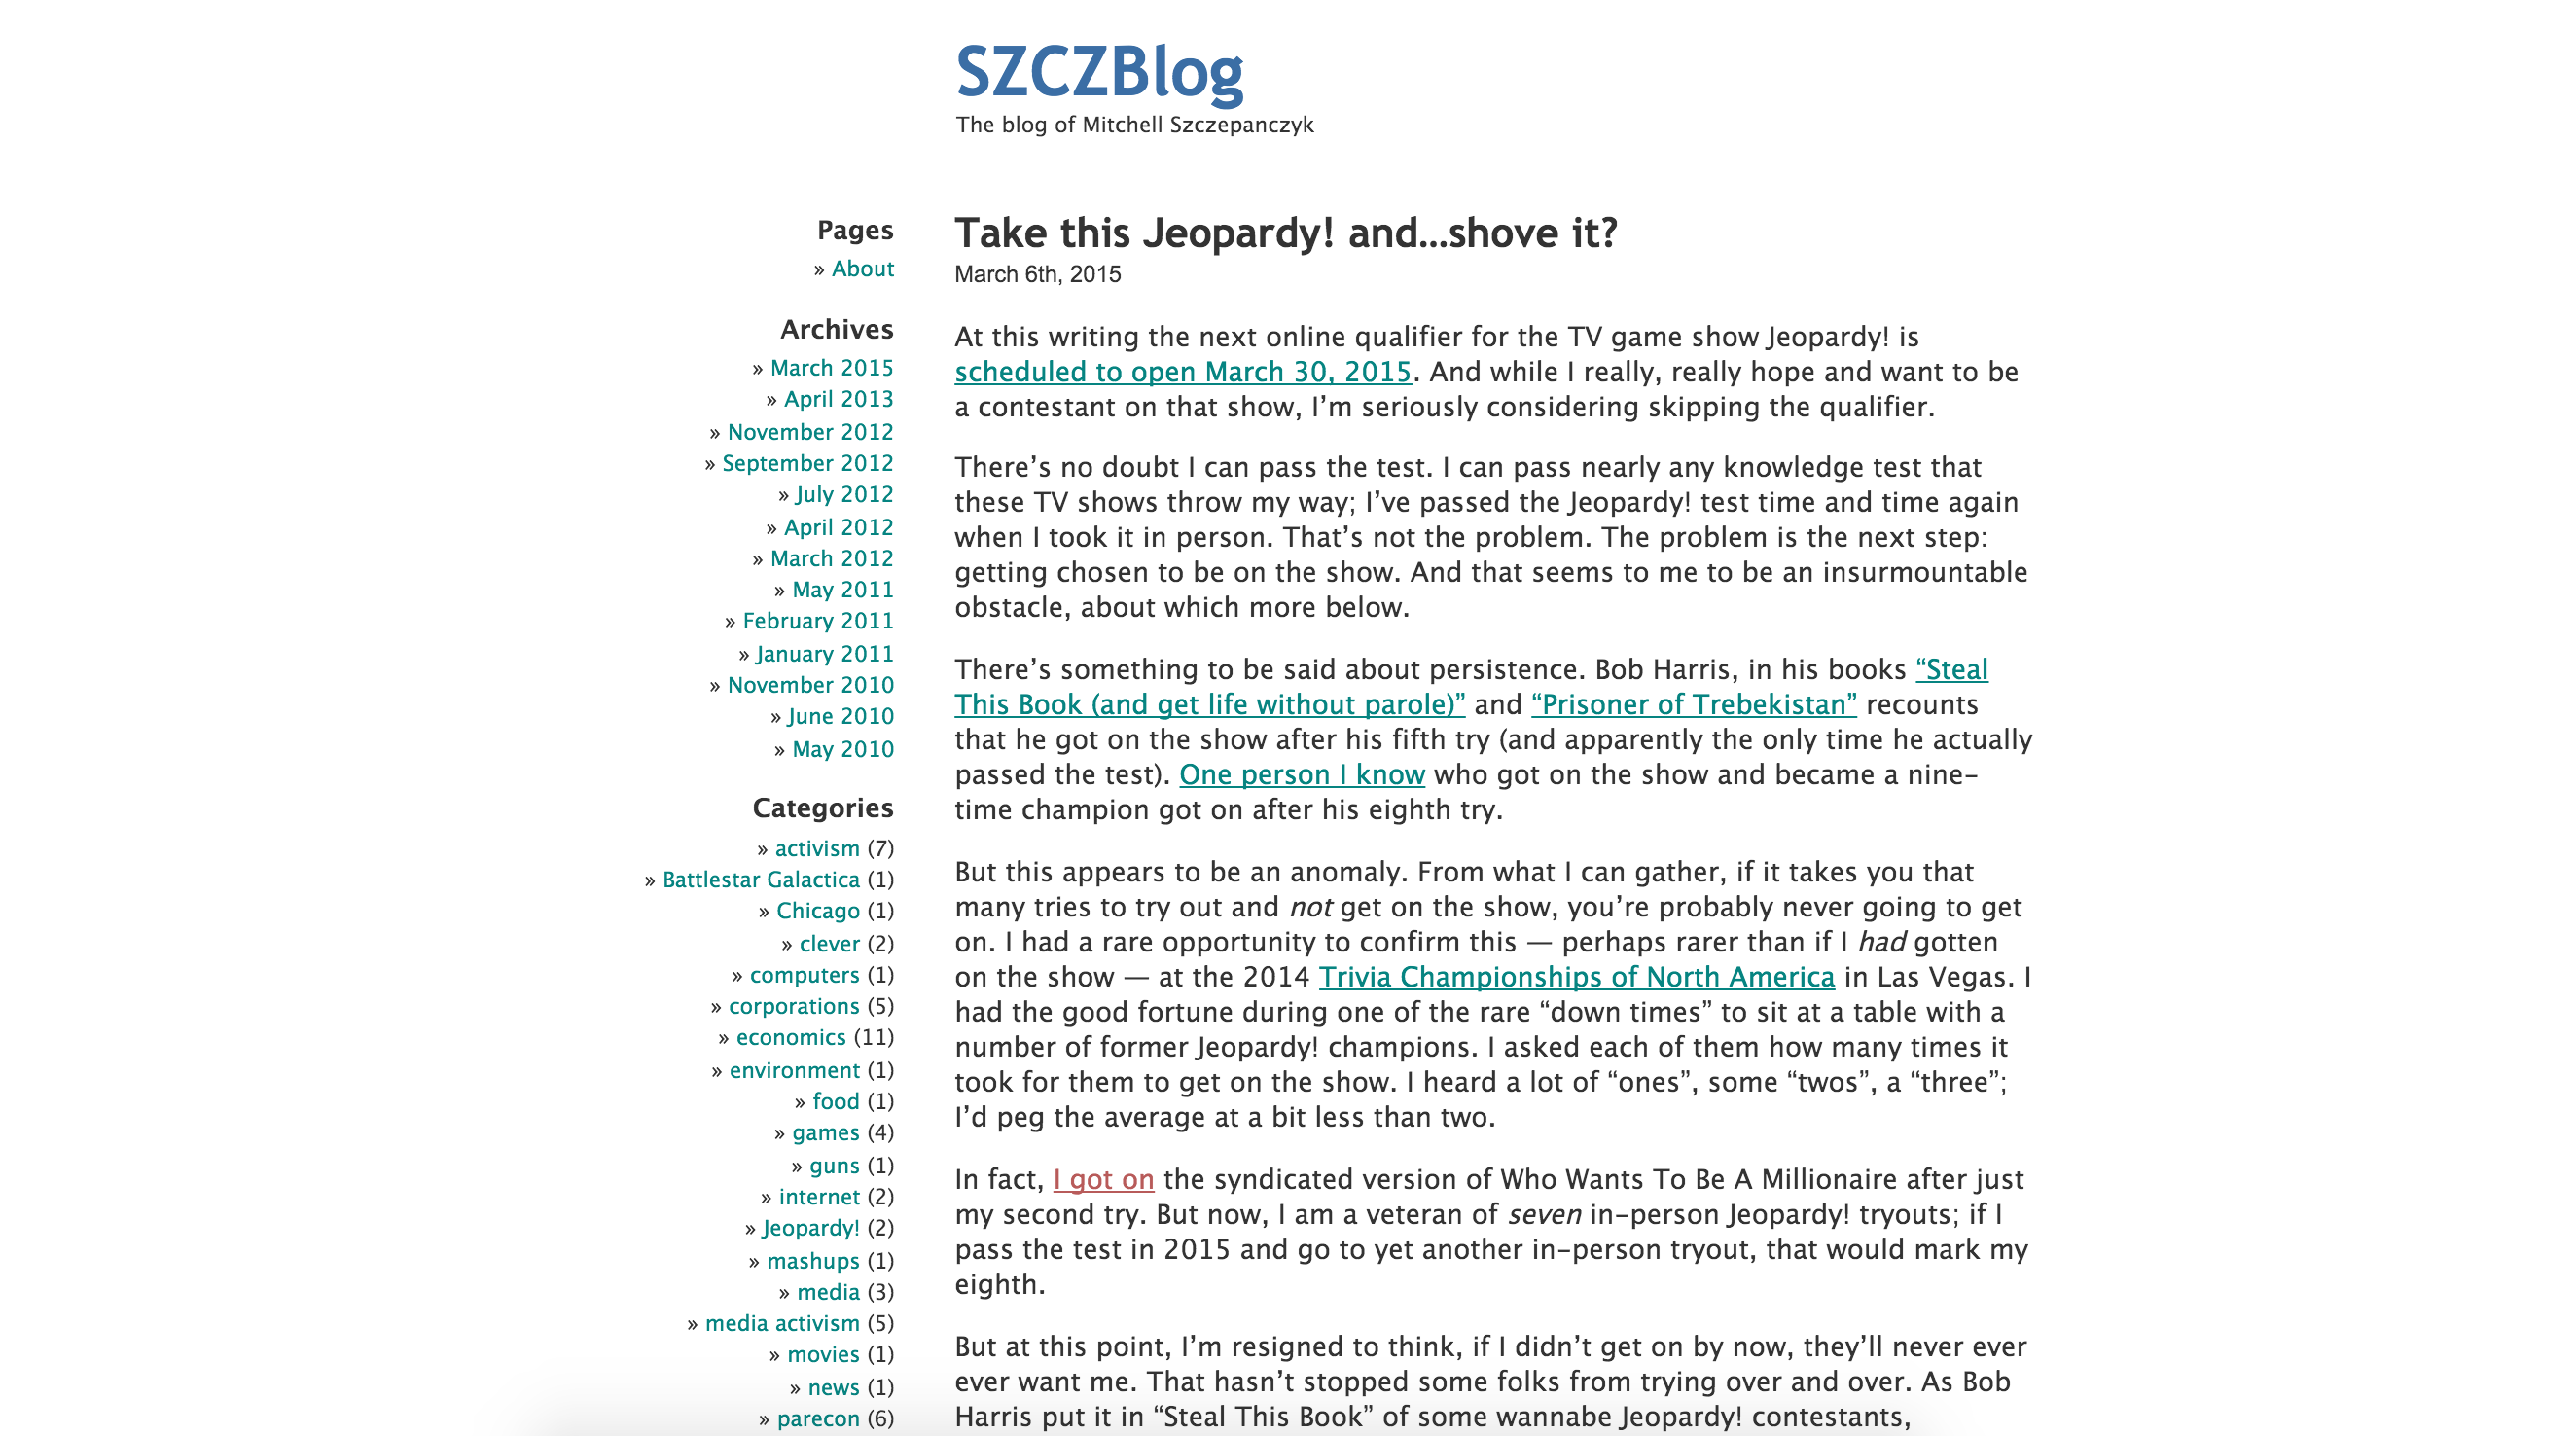 SZCZBlog
The blog of Mitchell Szczepanczyk
Pages
» About
Archives
» March 2015
» April 2013
» November 2012
» September 2012
» July 2012
» April 2012
» March 2012
» May 2011
» February 2011
» January 2011
» November 2010
» June 2010
» May 2010
Categories
» activism (7)
» Battlestar Galactica (1)
» Chicago (1)
» clever (2)
» computers (1)
» corporations (5)
» economics (11)
» environment (1)
» food (1)
» games (4)
» guns (1)
» internet (2)
» Jeopardy! (2)
» mashups (1)
» media (3)
» media activism (5)
» movies (1)
» news (1)
» parecon (6)
Take this Jeopardy! and…shove it?
March 6th, 2015
At this writing the next online qualifier for the TV game show Jeopardy! is
scheduled to open March 30, 2015. And while I really, really hope and want to be
a contestant on that show, I’m seriously considering skipping the qualifier.
There’s no doubt I can pass the test. I can pass nearly any knowledge test that
these TV shows throw my way; I’ve passed the Jeopardy! test time and time again
when I took it in person. That’s not the problem. The problem is the next step:
getting chosen to be on the show. And that seems to me to be an insurmountable
obstacle, about which more below.
There’s something to be said about persistence. Bob Harris, in his books “Steal
This Book (and get life without parole)” and “Prisoner of Trebekistan” recounts
that he got on the show after his fifth try (and apparently the only time he actually
passed the test). One person I know who got on the show and became a nine-
time champion got on after his eighth try.
But this appears to be an anomaly. From what I can gather, if it takes you that
many tries to try out and not get on the show, you’re probably never going to get
on. I had a rare opportunity to confirm this — perhaps rarer than if I had gotten
on the show — at the 2014 Trivia Championships of North America in Las Vegas. I
had the good fortune during one of the rare “down times” to sit at a table with a
number of former Jeopardy! champions. I asked each of them how many times it
took for them to get on the show. I heard a lot of “ones”, some “twos”, a “three”;
I’d peg the average at a bit less than two.
In fact, I got on the syndicated version of Who Wants To Be A Millionaire after just
my second try. But now, I am a veteran of seven in-person Jeopardy! tryouts; if I
pass the test in 2015 and go to yet another in-person tryout, that would mark my
eighth.
But at this point, I’m resigned to think, if I didn’t get on by now, they’ll never ever
ever want me. That hasn’t stopped some folks from trying over and over. As Bob
Harris put it in “Steal This Book” of some wannabe Jeopardy! contestants,